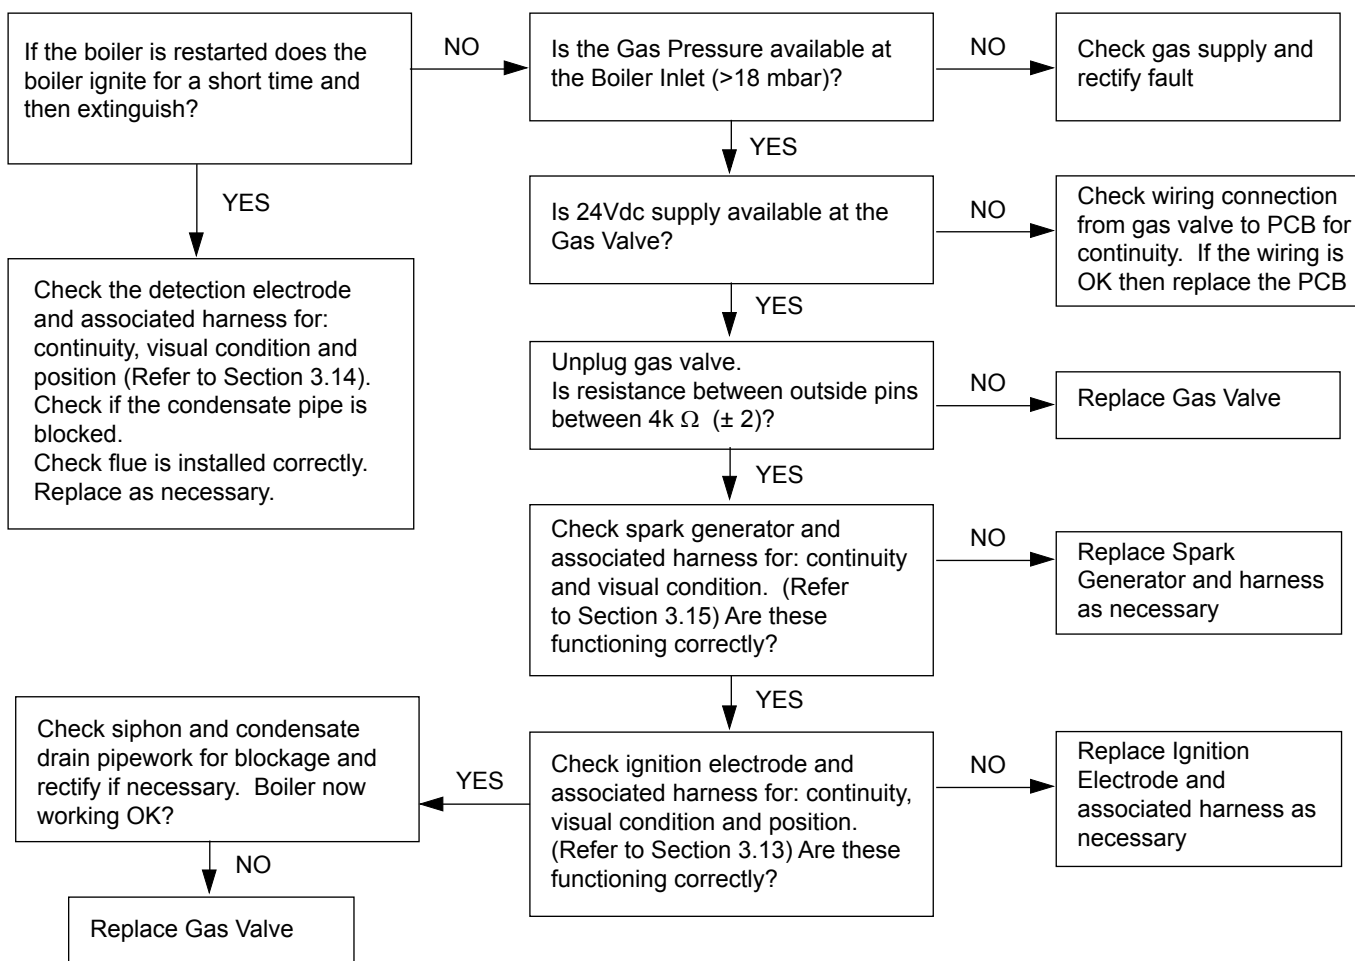 If the boiler is restarted does the
boiler ignite for a short time and
then extinguish?
NO
Is the Gas Pressure available at
the Boiler Inlet (>18 mbar)?
NO
Check gas supply and
rectify fault
YES
YES
Check the detection electrode
and associated harness for:
continuity, visual condition and
position (Refer to Section 3.14).
Check if the condensate pipe is
blocked.
Check flue is installed correctly.
Replace as necessary.
Is 24Vdc supply available at the
Gas Valve?
NO
Check wiring connection
from gas valve to PCB for
continuity.  If the wiring is
OK then replace the PCB
YES
Unplug gas valve.
Is resistance between outside pins
between 4k Ω  (± 2)?
NO
Replace Gas Valve
YES
Check spark generator and
associated harness for: continuity
and visual condition.  (Refer
to Section 3.15) Are these
functioning correctly?
NO
Replace Spark
Generator and harness
as necessary
YES
Check ignition electrode and
associated harness for: continuity,
visual condition and position.
(Refer to Section 3.13) Are these
functioning correctly?
NO
Replace Ignition
Electrode and
associated harness as
necessary
YES
Check siphon and condensate
drain pipework for blockage and
rectify if necessary.  Boiler now
working OK?
NO
Replace Gas Valve